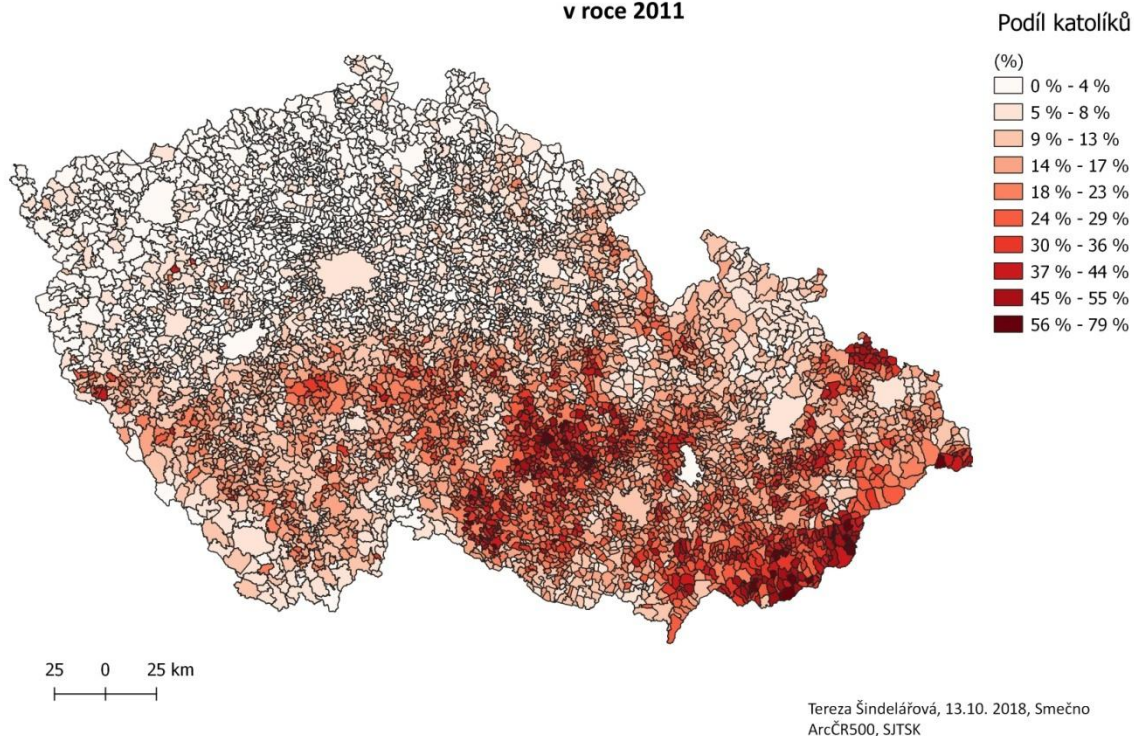 v roce 2011
Podíl katolíků
(%)
0 % - 4 %
5 % - 8 %
9 % - 13 %
14 % - 17 %
18 % - 23 %
24 % - 29 %
30 % - 36 %
37 % - 44 %
45 % - 55 %
56 % - 79 %
25 0 25 km
Tereza Šindelářová, 13.10. 2018, Smečno
ArcČR500, SJTSK